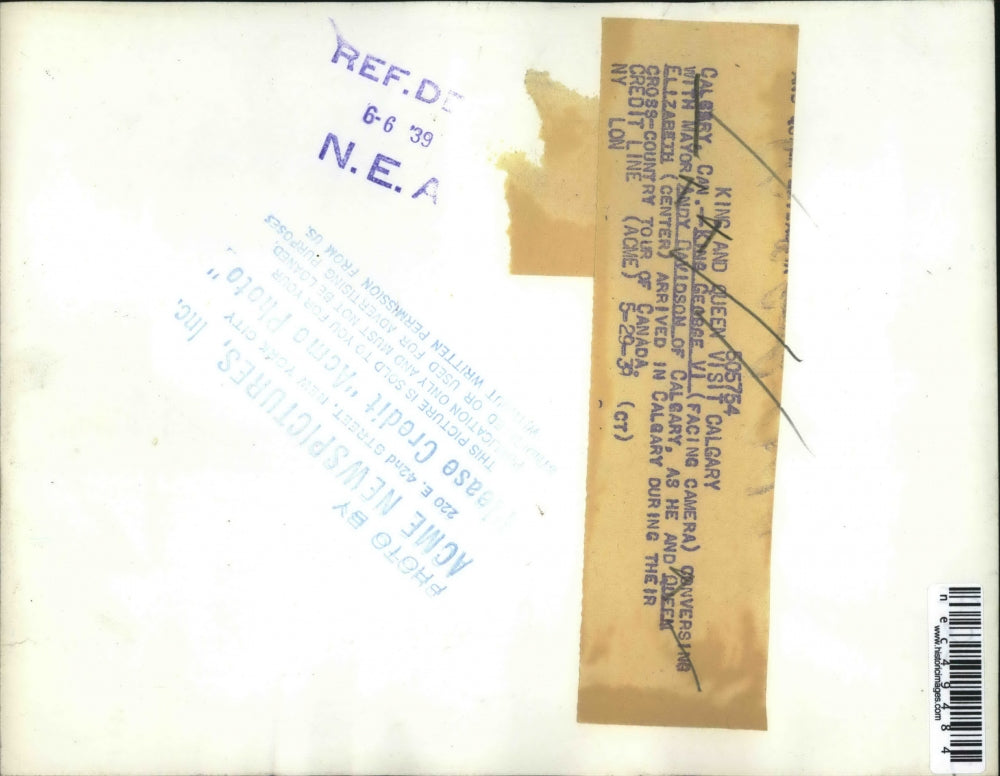 REF.DE
6-6 '39
N.E.A
505754
KING AND QUEEN VISIT CALGARY
CALGARY, CAN.--KING GEORGE VI (FACING CAMERA) CONVERSING
WITH MAYOR ANDY DAVIDSON OF CALGARY, AS HE AND QUEEN
ELIZABETH (CENTER) ARRIVED IN CALGARY DURING THEIR
CROSS-COUNTRY TOUR OF CANADA.
CREDIT LINE (ACME) 5-29-39 (CT)
NY LON
PHOTO BY
ACME NEWSPICTURES, Inc.
220 E. 42nd STREET, NEW YORK CITY
Please Credit "Acme Photo"
THIS PICTURE IS SOLD TO YOU FOR YOUR
PUBLICATION ONLY AND MUST NOT BE LOANED,
OR USED FOR ADVERTISING PURPOSES
WRITTEN PERMISSION FROM US.
nec49484
www.historicimages.com